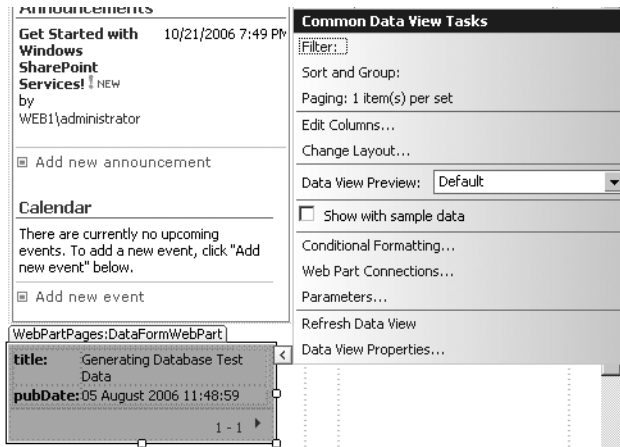 Announcements
Get Started with 10/21/2006 7:49 PM
Windows
SharePoint
Services! ! NEW
by
WEB1\administrator
Add new announcement
Calendar
There are currently no upcoming
events. To add a new event, click "Add
new event" below.
Add new event
WebPartPages:DataFormWebPart
title: Generating Database Test
Data
pubDate: 05 August 2006 11:48:59
1 - 1
Common Data View Tasks
Filter:
Sort and Group:
Paging: 1 item(s) per set
Edit Columns...
Change Layout...
Data View Preview: Default
Show with sample data
Conditional Formatting...
Web Part Connections...
Parameters...
Refresh Data View
Data View Properties...